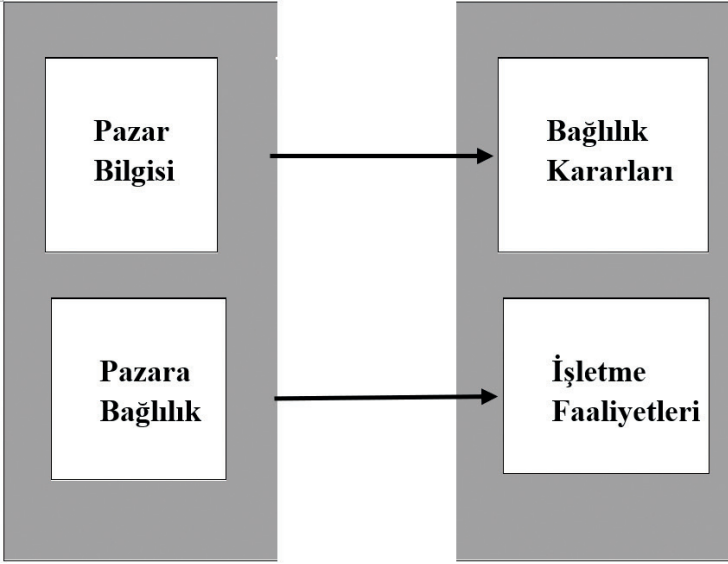 Pazar
Bilgisi
Bağlılık
Kararları
Pazara
Bağlılık
İşletme
Faaliyetleri